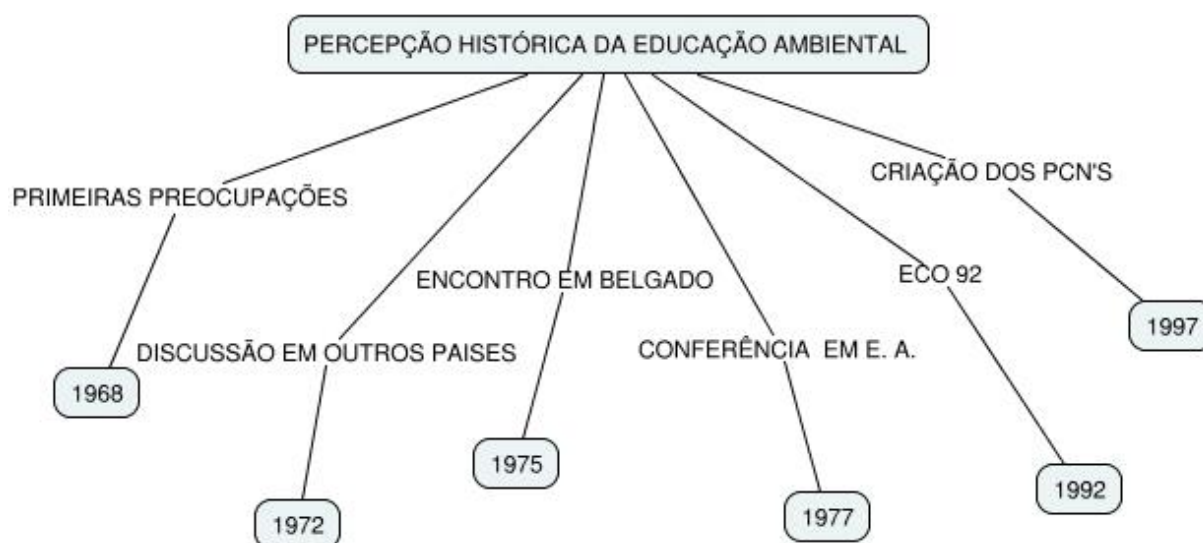 PERCEPÇÃO HISTÓRICA DA EDUCAÇÃO AMBIENTAL
PRIMEIRAS PREOCUPAÇÕES
1968
DISCUSSÃO EM OUTROS PAISES
1972
ENCONTRO EM BELGADO
1975
CONFERÊNCIA EM E. A.
1977
ECO 92
1992
CRIAÇÃO DOS PCN'S
1997